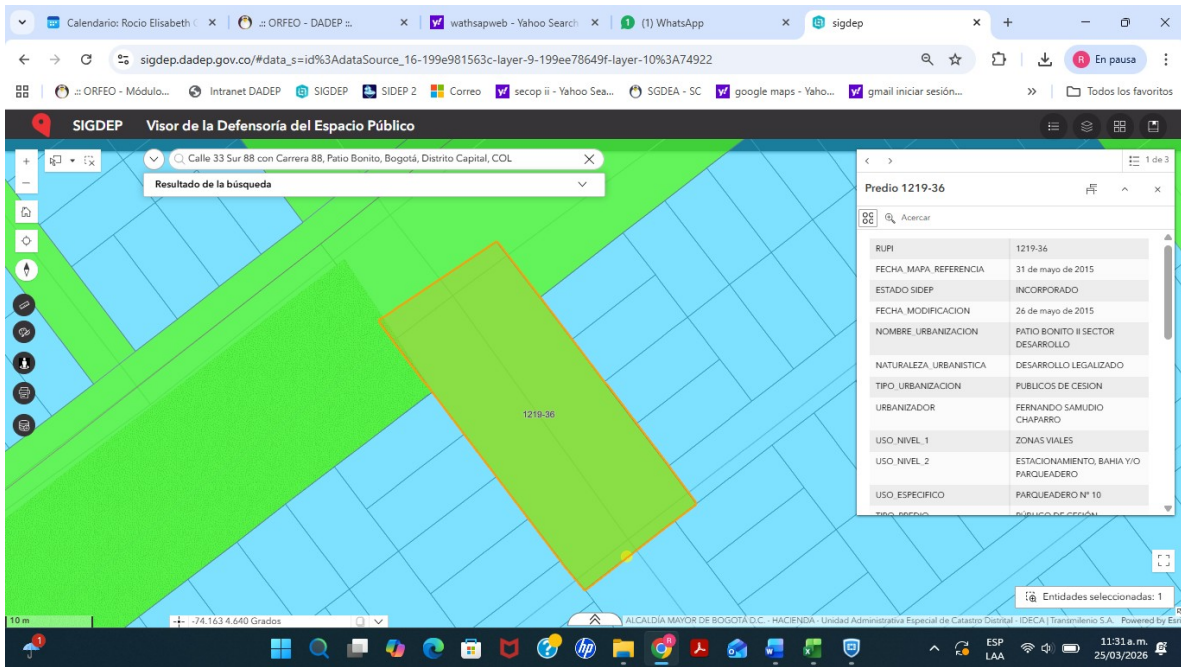 Calendario: Rocio Elisabeth G
.:: ORFEO - DADEP ::.
wathsapweb - Yahoo Search
(1) WhatsApp
sigdep
sigdep.dadep.gov.co/#data_s=id%3AdataSource_16-199e981563c-layer-9-199ee78649f-layer-10%3A74922
R En pausa
.:: ORFEO - Módulo...
Intranet DADEP
SIGDEP
SIDEP 2
Correo
secop ii - Yahoo Sea...
SGDEA - SC
google maps - Yaho...
gmail iniciar sesión...
Todos los favoritos
SIGDEP Visor de la Defensoría del Espacio Público
Calle 33 Sur 88 con Carrera 88, Patio Bonito, Bogotá, Distrito Capital, COL
Resultado de la búsqueda
1 de 3
Predio 1219-36
Acercar
RUPI 1219-36
FECHA_MAPA_REFERENCIA 31 de mayo de 2015
ESTADO SIDEP INCORPORADO
FECHA_MODIFICACION 26 de mayo de 2015
NOMBRE_URBANIZACION PATIO BONITO II SECTOR
DESARROLLO
NATURALEZA_URBANISTICA DESARROLLO LEGALIZADO
TIPO_URBANIZACION PUBLICOS DE CESION
URBANIZADOR FERNANDO SAMUDIO
CHAPARRO
USO_NIVEL_1 ZONAS VIALES
USO_NIVEL_2 ESTACIONAMIENTO, BAHIA Y/O
PARQUEADERO
USO_ESPECIFICO PARQUEADERO N° 10
TIPO_PREDIO PÚBLICO DE CESIÓN
1219-36
Entidades seleccionadas: 1
10 m
-74.163 4.640 Grados
ALCALDÍA MAYOR DE BOGOTÁ D.C. - HACIENDA - Unidad Administrativa Especial de Catastro Distrital - IDECA | Transmilenio S.A. Powered by Esri
ESP
LAA
11:31 a. m.
25/03/2026